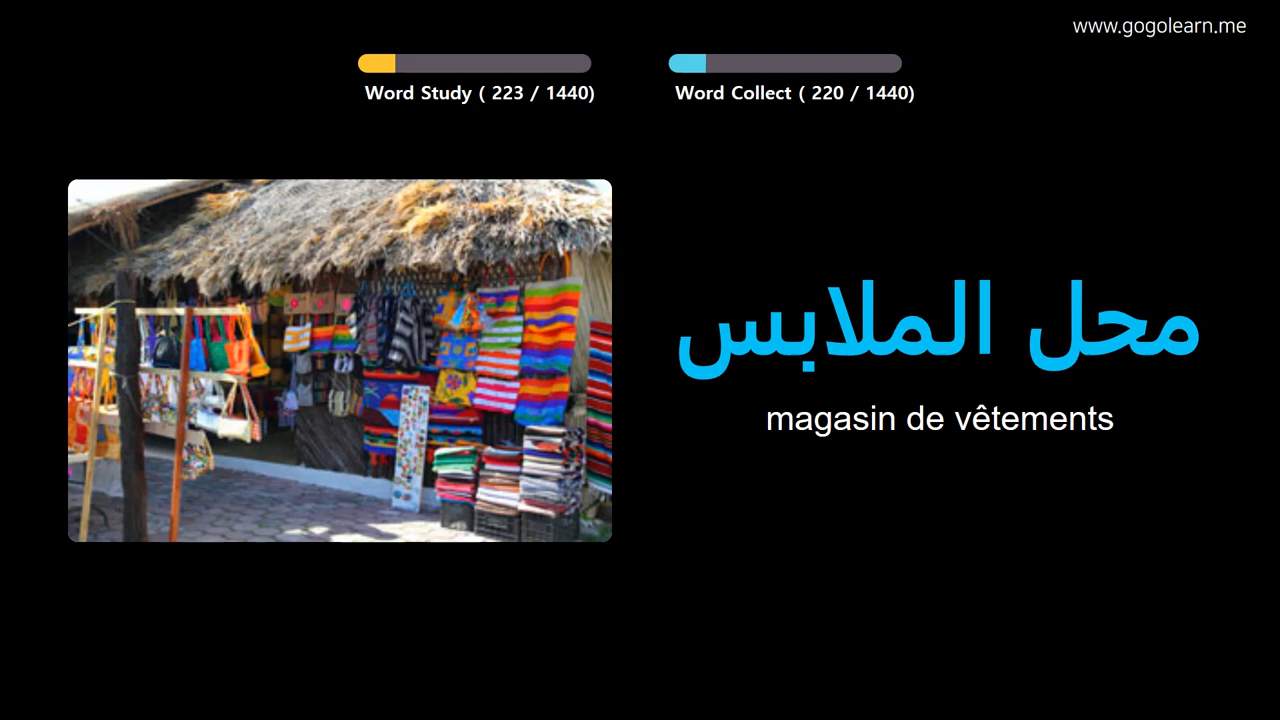 www.gogolearn.me
Word Study ( 223 / 1440)
Word Collect ( 220 / 1440)
محل الملابس
magasin de vêtements